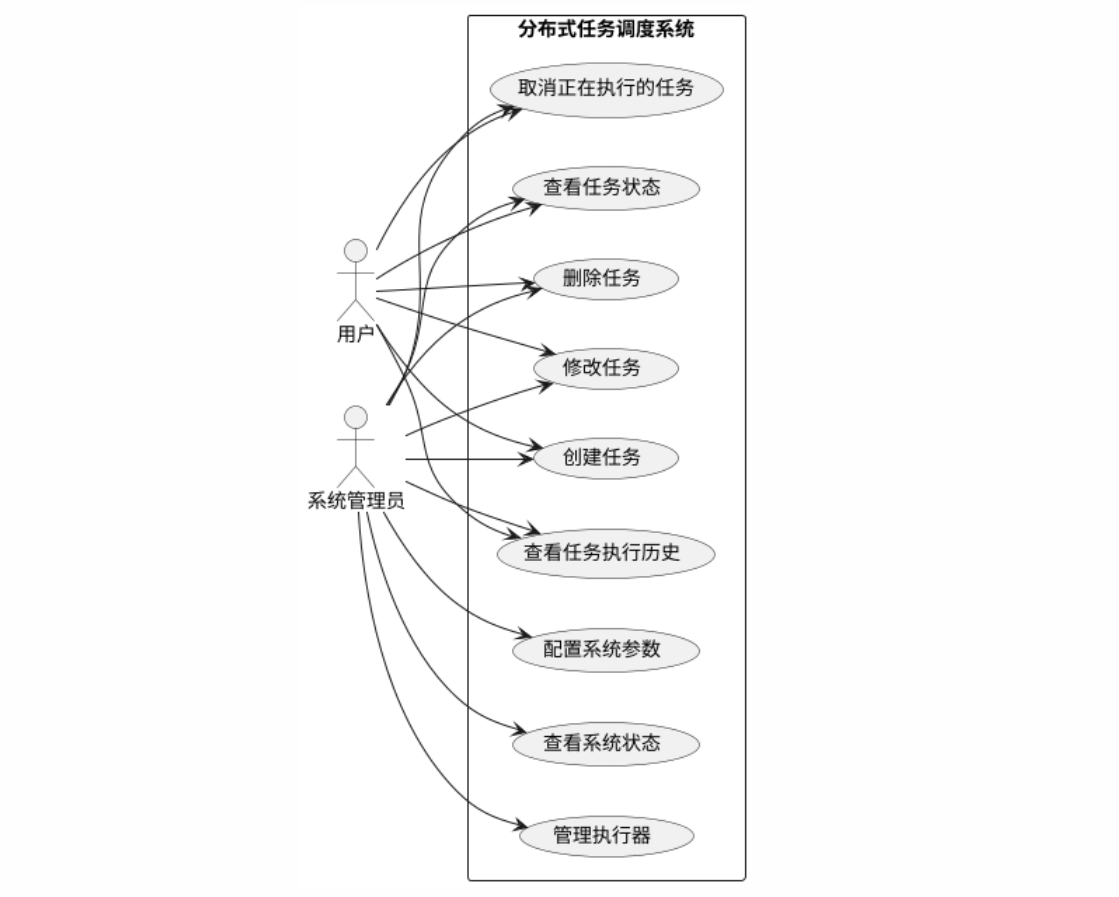 分布式任务调度系统
取消正在执行的任务
查看任务状态
删除任务
用户
修改任务
创建任务
系统管理员
查看任务执行历史
配置系统参数
查看系统状态
管理执行器